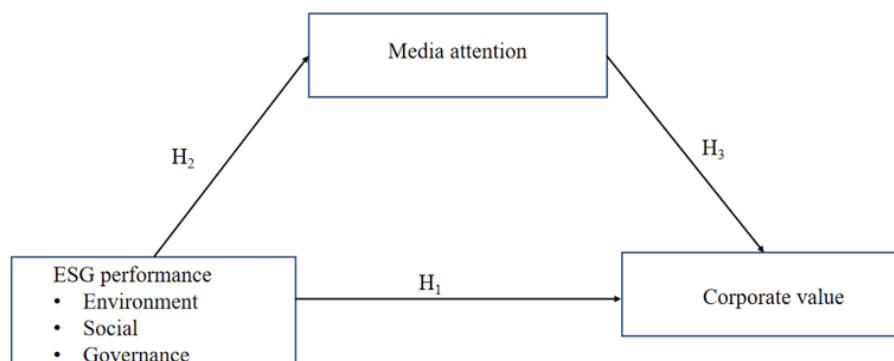 Media attention
H₂
H₃
ESG performance
• Environment
• Social
• Governance
H₁
Corporate value